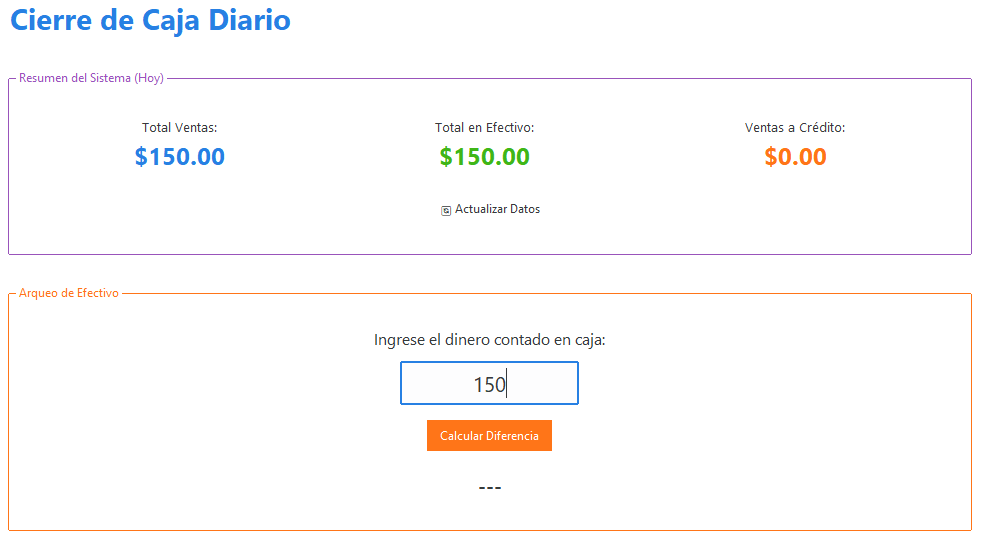 Cierre de Caja Diario
Resumen del Sistema (Hoy)
Total Ventas: Total en Efectivo: Ventas a Crédito:
$150.00 $150.00 $0.00
Actualizar Datos
Arqueo de Efectivo
Ingrese el dinero contado en caja:
150
Calcular Diferencia
---